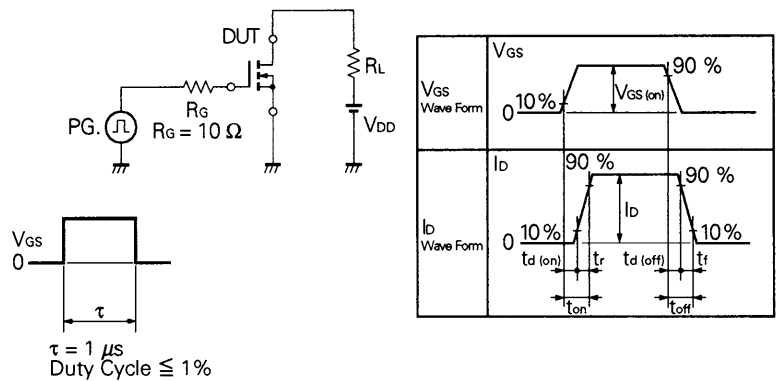 DUT
RL
RG
PG.
RG = 10 Ω
VDD
VGS
0
τ
τ = 1 μs
Duty Cycle ≦ 1%
VGS
Wave Form
VGS
90 %
10 %
VGS (on)
0
ID
Wave Form
ID
90 %
90 %
ID
10 %
10 %
0
td (on)
tr
td (off)
tf
ton
toff